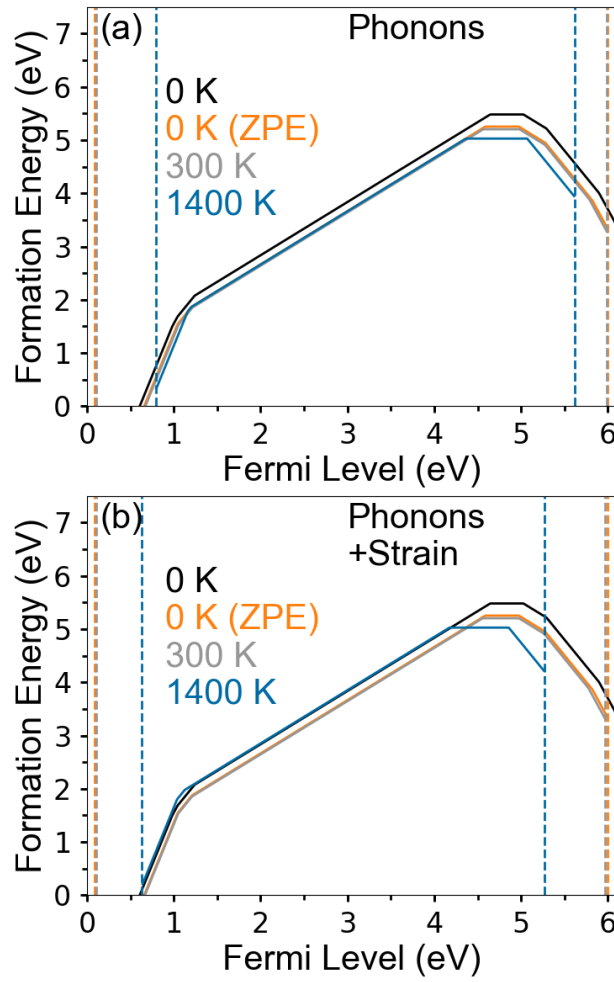 (a) Phonons
7
6
5
4
3
2
1
0
Formation Energy (eV)
0 K
0 K (ZPE)
300 K
1400 K
0 1 2 3 4 5 6
Fermi Level (eV)
(b) Phonons
+Strain
7
6
5
4
3
2
1
0
Formation Energy (eV)
0 K
0 K (ZPE)
300 K
1400 K
0 1 2 3 4 5 6
Fermi Level (eV)